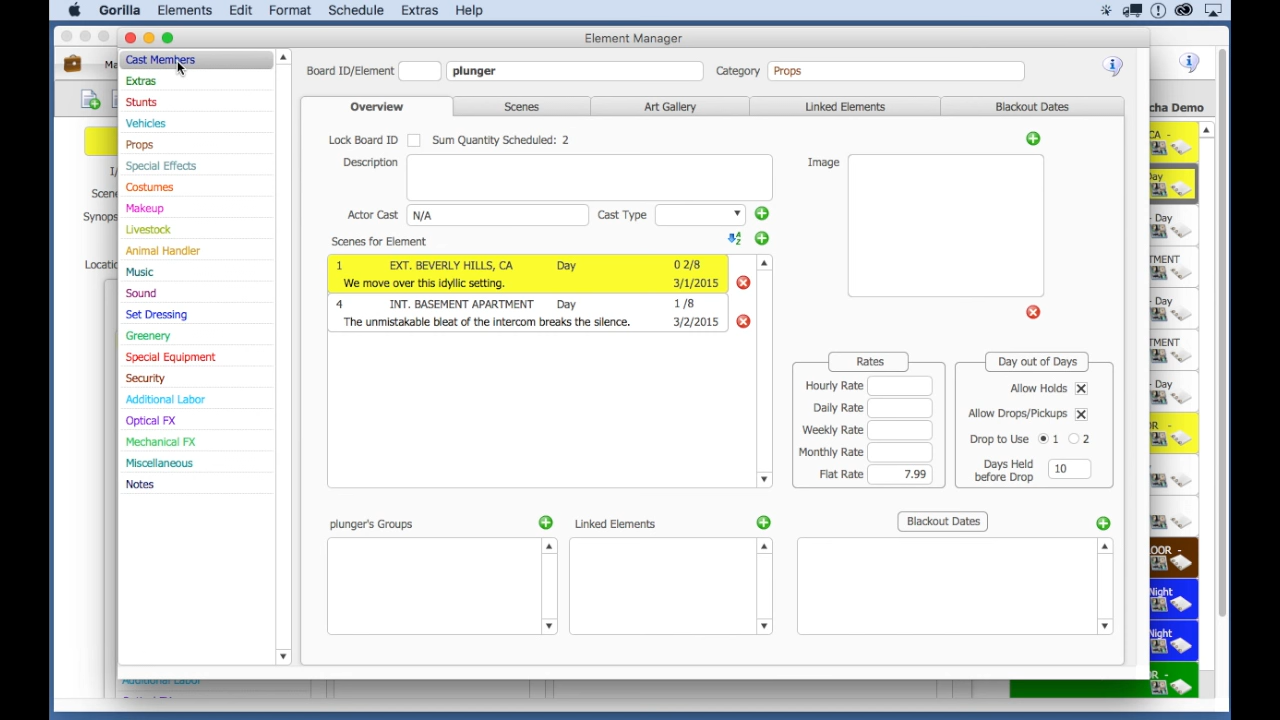 Gorilla Elements Edit Format Schedule Extras Help
Element Manager
Cast Members
Extras
Stunts
Vehicles
Props
Special Effects
Costumes
Makeup
Livestock
Animal Handler
Music
Sound
Set Dressing
Greenery
Special Equipment
Security
Additional Labor
Optical FX
Mechanical FX
Miscellaneous
Notes
Board ID/Element plunger Category Props
Overview Scenes Art Gallery Linked Elements Blackout Dates
Lock Board ID Sum Quantity Scheduled: 2
Description
Image
Actor Cast N/A Cast Type
Scenes for Element
1 EXT. BEVERLY HILLS, CA Day 0 2/8
We move over this idyllic setting. 3/1/2015
4 INT. BASEMENT APARTMENT Day 1 /8
The unmistakable bleat of the intercom breaks the silence. 3/2/2015
Rates
Hourly Rate
Daily Rate
Weekly Rate
Monthly Rate
Flat Rate 7.99
Day out of Days
Allow Holds
Allow Drops/Pickups
Drop to Use 1 2
Days Held
before Drop 10
plunger's Groups Linked Elements Blackout Dates
Ma
I/
Scene
Synops
Locatio
cha Demo
CA -
Day
- Day
TMENT
- Day
TMENT
- Day
R -
OOR -
Night
Night
R -
Additional Labor